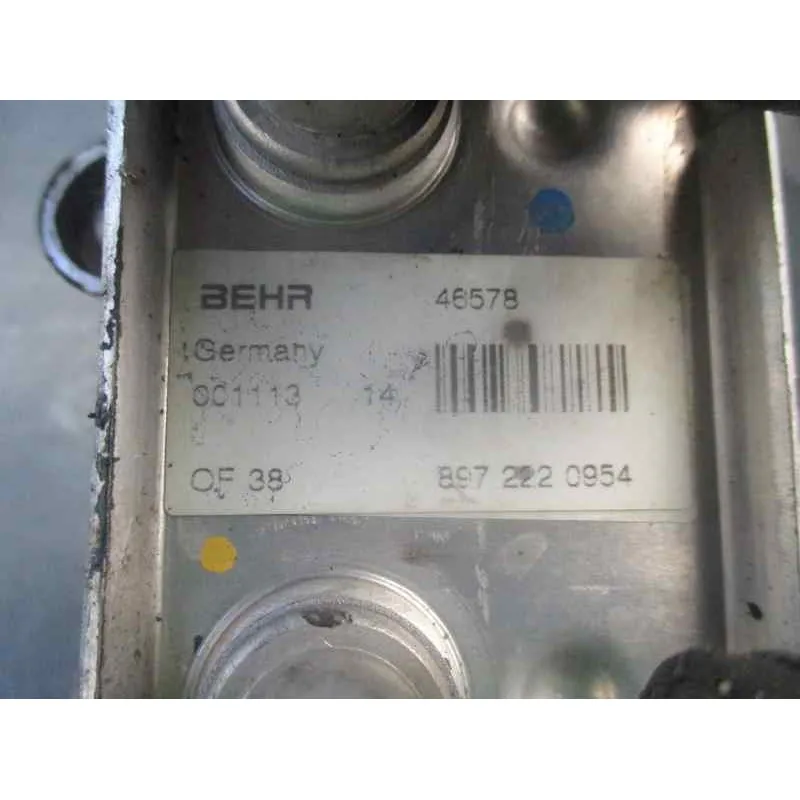 BEHR 46578
Germany
001113 14
OF 38 897 222 0954